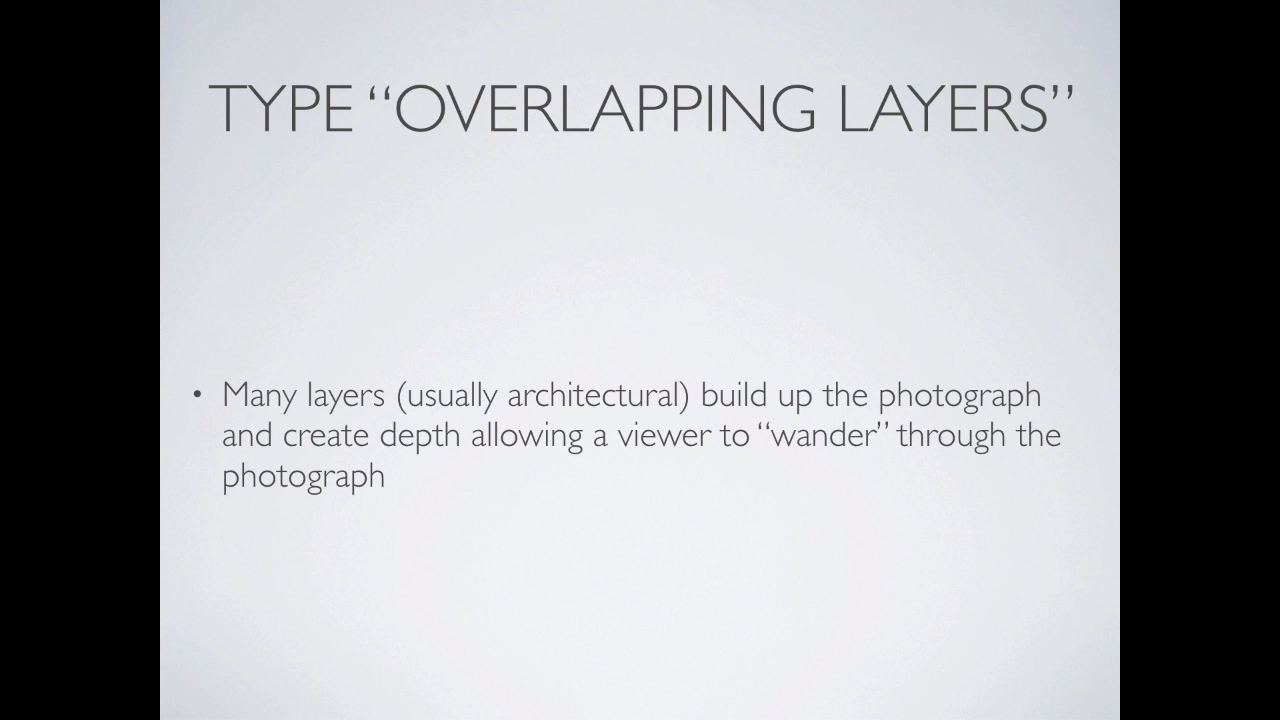 TYPE “OVERLAPPING LAYERS”
• Many layers (usually architectural) build up the photograph
and create depth allowing a viewer to “wander” through the
photograph